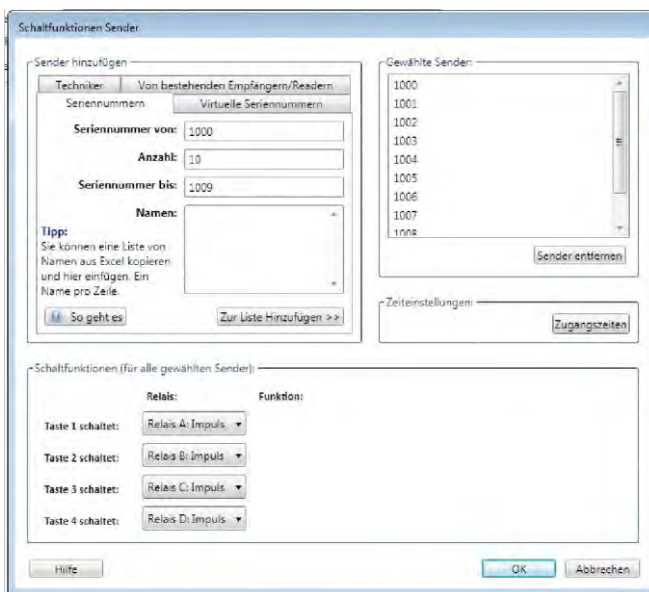 Schaltfunktionen Sender
Sender hinzufügen
Techniker
Von bestehenden Empfängern/Readern
Seriennummern
Virtuelle Seriennummern
Seriennummer von: 1000
Anzahl: 10
Seriennummer bis: 1009
Namen:
Tipp:
Sie können eine Liste von
Namen aus Excel kopieren
und hier einfügen. Ein
Name pro Zeile.
So geht es
Zur Liste Hinzufügen >>
Gewählte Sender:
1000
1001
1002
1003
1004
1005
1006
1007
1008
Sender entfernen
Zeiteinstellungen:
Zugangszeiten
Schaltfunktionen (für alle gewählten Sender):
Relais:
Funktion:
Taste 1 schaltet: Relais A: Impuls
Taste 2 schaltet: Relais B: Impuls
Taste 3 schaltet: Relais C: Impuls
Taste 4 schaltet: Relais D: Impuls
Hilfe
OK
Abbrechen